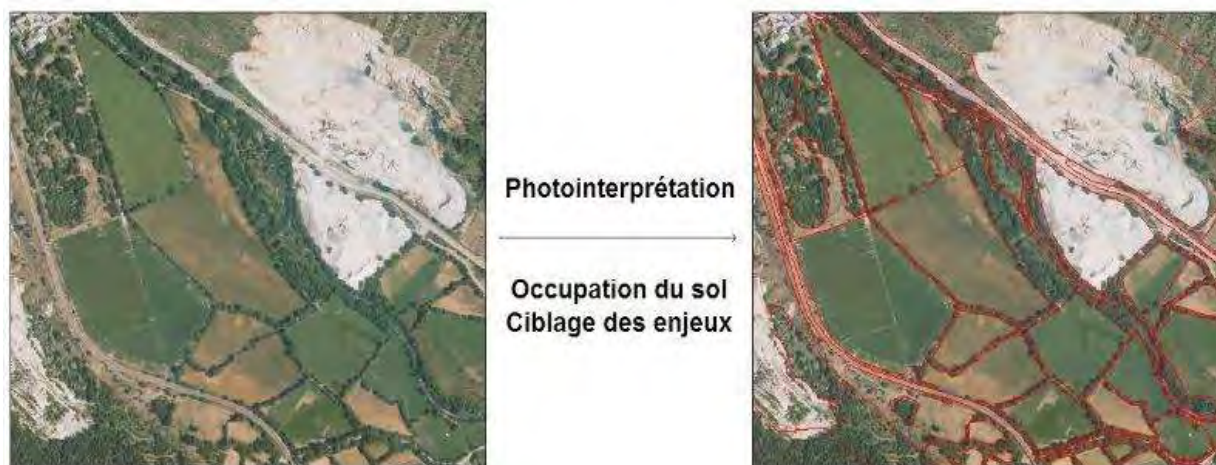 Photointerprétation
Occupation du sol
Ciblage des enjeux